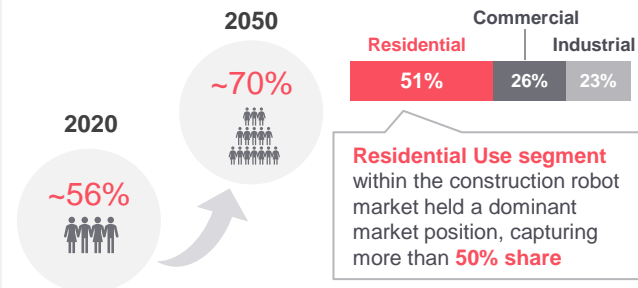 2020
~56%
2050
~70%
Commercial
Residential
Industrial
51%
26%
23%
Residential Use segment
within the construction robot
market held a dominant
market position, capturing
more than 50% share